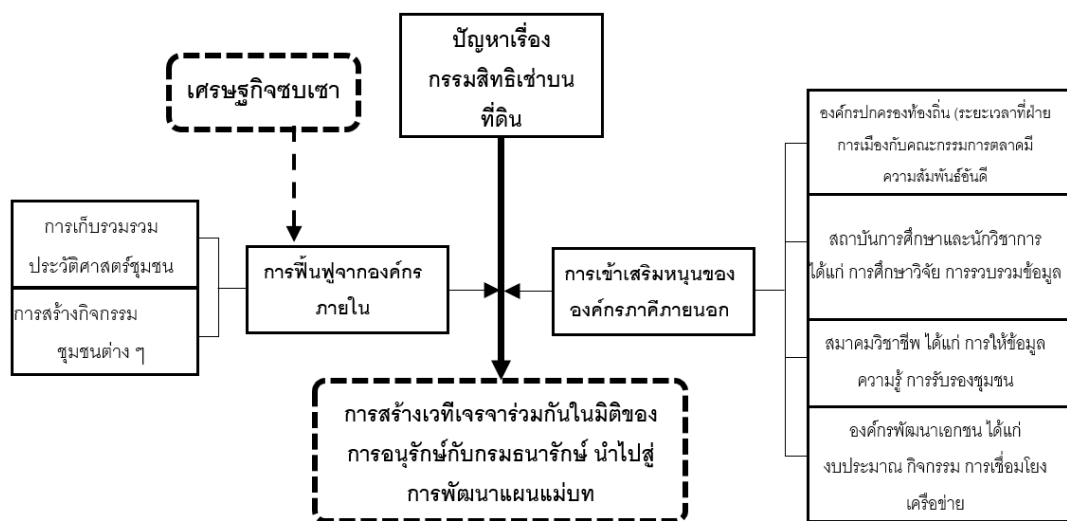 ปัญหาเรื่อง
กรรมสิทธิเช่าบน
ที่ดิน
เศรษฐกิจซบเซา
การเก็บรวมรวม
ประวัติศาสตร์ชุมชน
การสร้างกิจกรรม
ชุมชนต่าง ๆ
การฟื้นฟูจากองค์กร
ภายใน
การเข้าเสริมหนุนของ
องค์กรภาคีภายนอก
องค์กรปกครองท้องถิ่น (ระยะเวลาที่ฝ่าย
การเมืองกับคณะกรรมการตลาดมี
ความสัมพันธ์อันดี
สถาบันการศึกษาและนักวิชาการ
ได้แก่ การศึกษาวิจัย การรวบรวมข้อมูล
สมาคมวิชาชีพ ได้แก่ การให้ข้อมูล
ความรู้ การรับรองชุมชน
องค์กรพัฒนาเอกชน ได้แก่
งบประมาณ กิจกรรม การเชื่อมโยง
เครือข่าย
การสร้างเวทีเจรจาร่วมกันในมิติของ
การอนุรักษ์กับกรมธนารักษ์ นำไปสู่
การพัฒนาแผนแม่บท